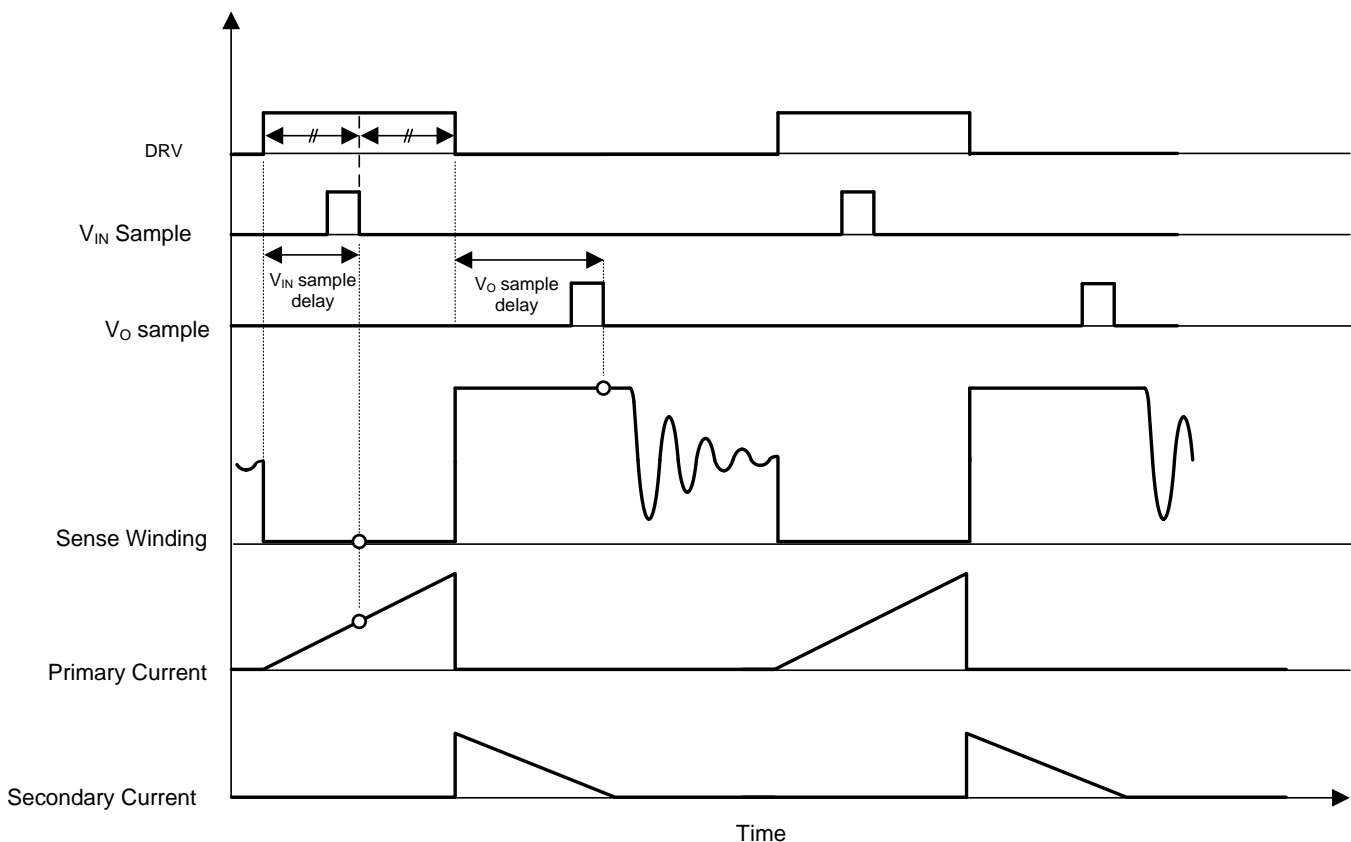 DRV
V_IN Sample
V_IN sample
delay
V_O sample
delay
V_O sample
Sense Winding
Primary Current
Secondary Current
Time